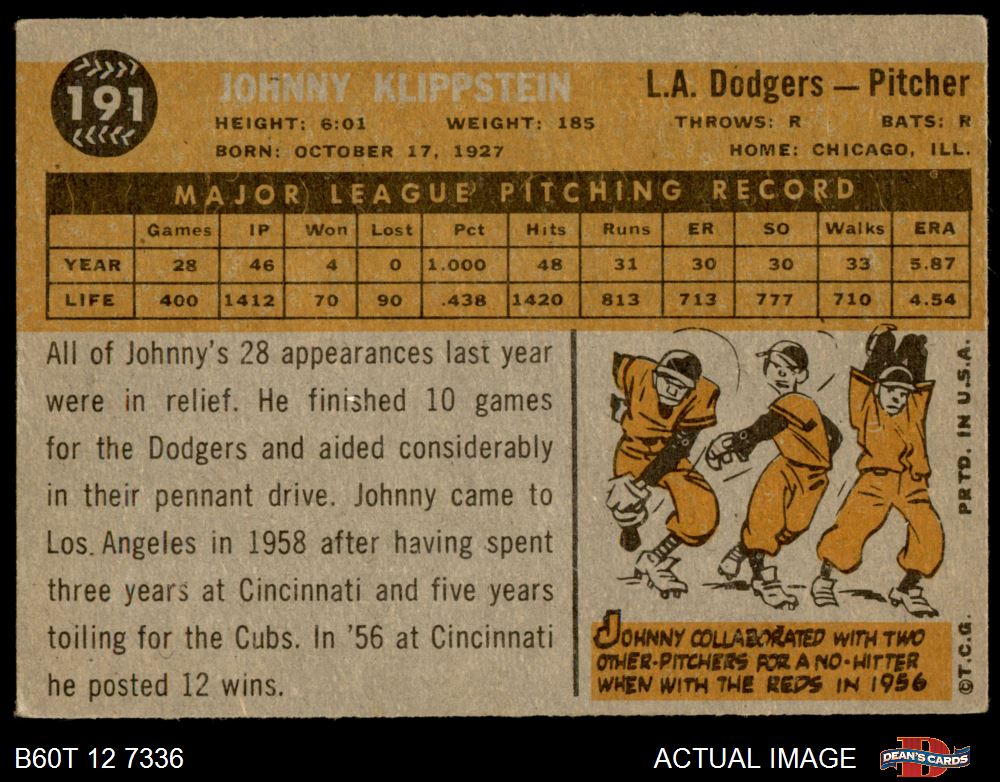 191
JOHNNY KLIPPSTEIN
L.A. Dodgers — Pitcher
HEIGHT: 6:01 WEIGHT: 185 THROWS: R BATS: R
BORN: OCTOBER 17, 1927 HOME: CHICAGO, ILL.
MAJOR LEAGUE PITCHING RECORD
Games IP Won Lost Pct Hits Runs ER SO Walks ERA
YEAR 28 46 4 0 1.000 48 31 30 30 33 5.87
LIFE 400 1412 70 90 .438 1420 813 713 777 710 4.54
All of Johnny's 28 appearances last year
were in relief. He finished 10 games
for the Dodgers and aided considerably
in their pennant drive. Johnny came to
Los Angeles in 1958 after having spent
three years at Cincinnati and five years
toiling for the Cubs. In '56 at Cincinnati
he posted 12 wins.
JOHNNY COLLABORATED WITH TWO
OTHER PITCHERS FOR A NO-HITTER
WHEN WITH THE REDS IN 1956
©T.C.G. PRTD. IN U.S.A.
B60T 12 7336
ACTUAL IMAGE
DEAN'S CARDS